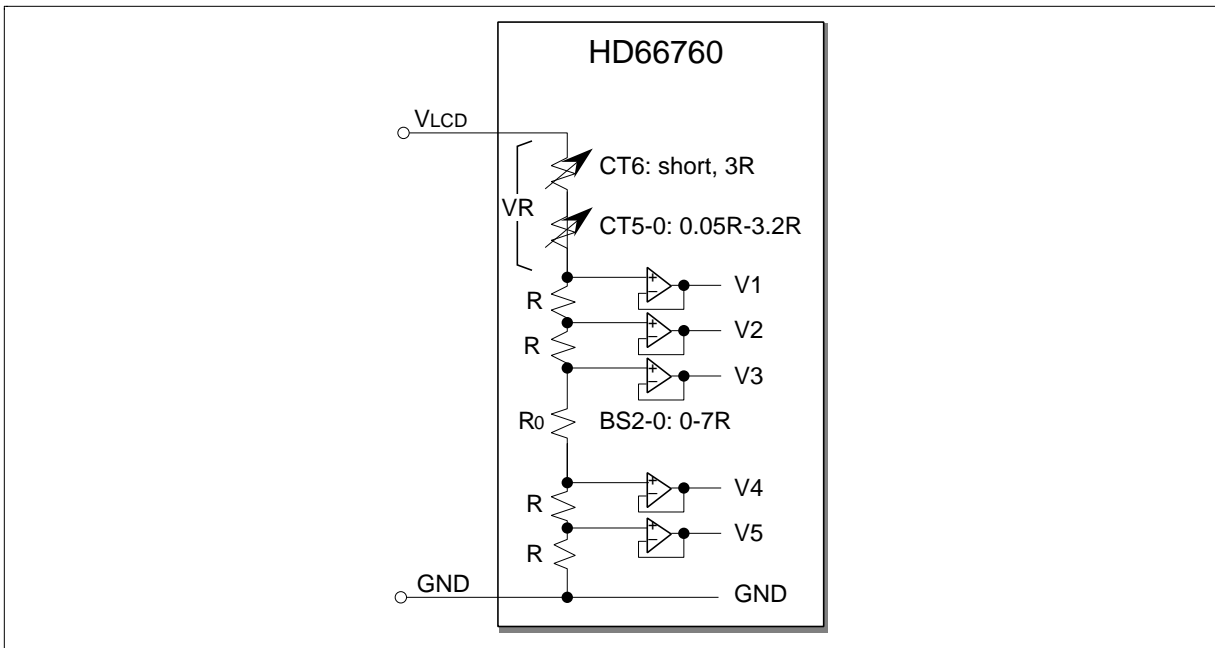 HD66760
VLCD
CT6: short, 3R
VR
CT5-0: 0.05R-3.2R
+
−
V1
R
+
−
V2
R
+
−
V3
R0
BS2-0: 0-7R
+
−
V4
R
+
−
V5
R
GND
GND